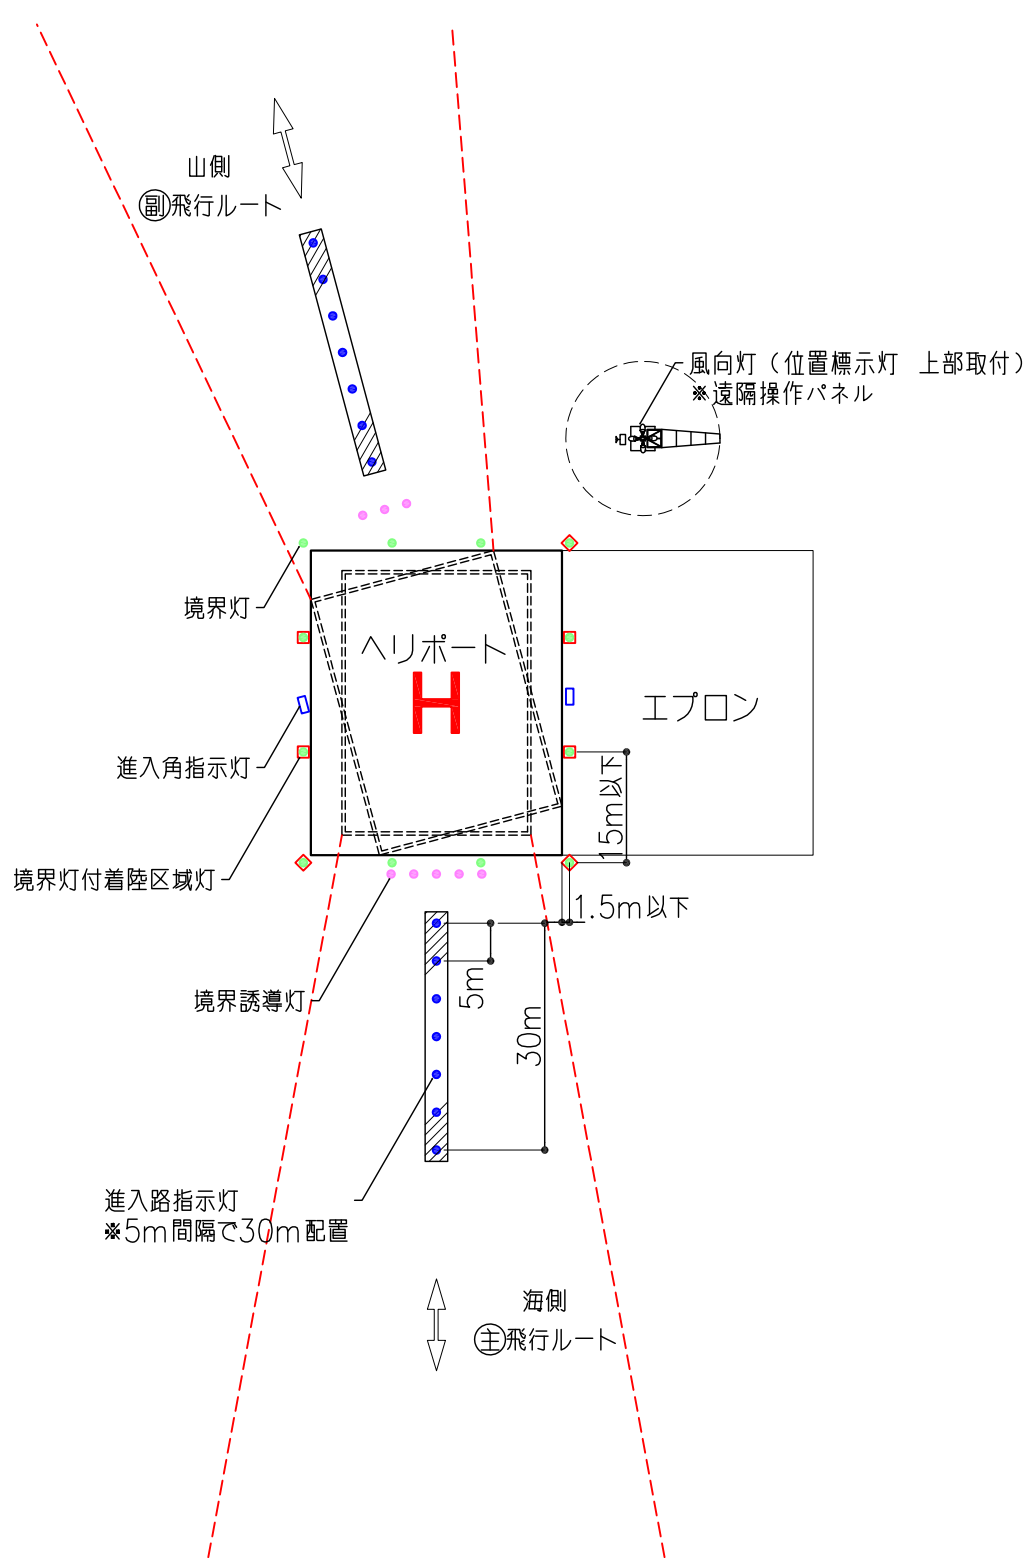 山側
副飛行ルート
風向灯（位置標示灯　上部取付）
※遠隔操作パネル
境界灯
ヘリポート
H
エプロン
進入角指示灯
15m以下
境界灯付着陸区域灯
1.5m以下
5m
境界誘導灯
30m
進入路指示灯
※5m間隔で30m配置
海側
主飛行ルート